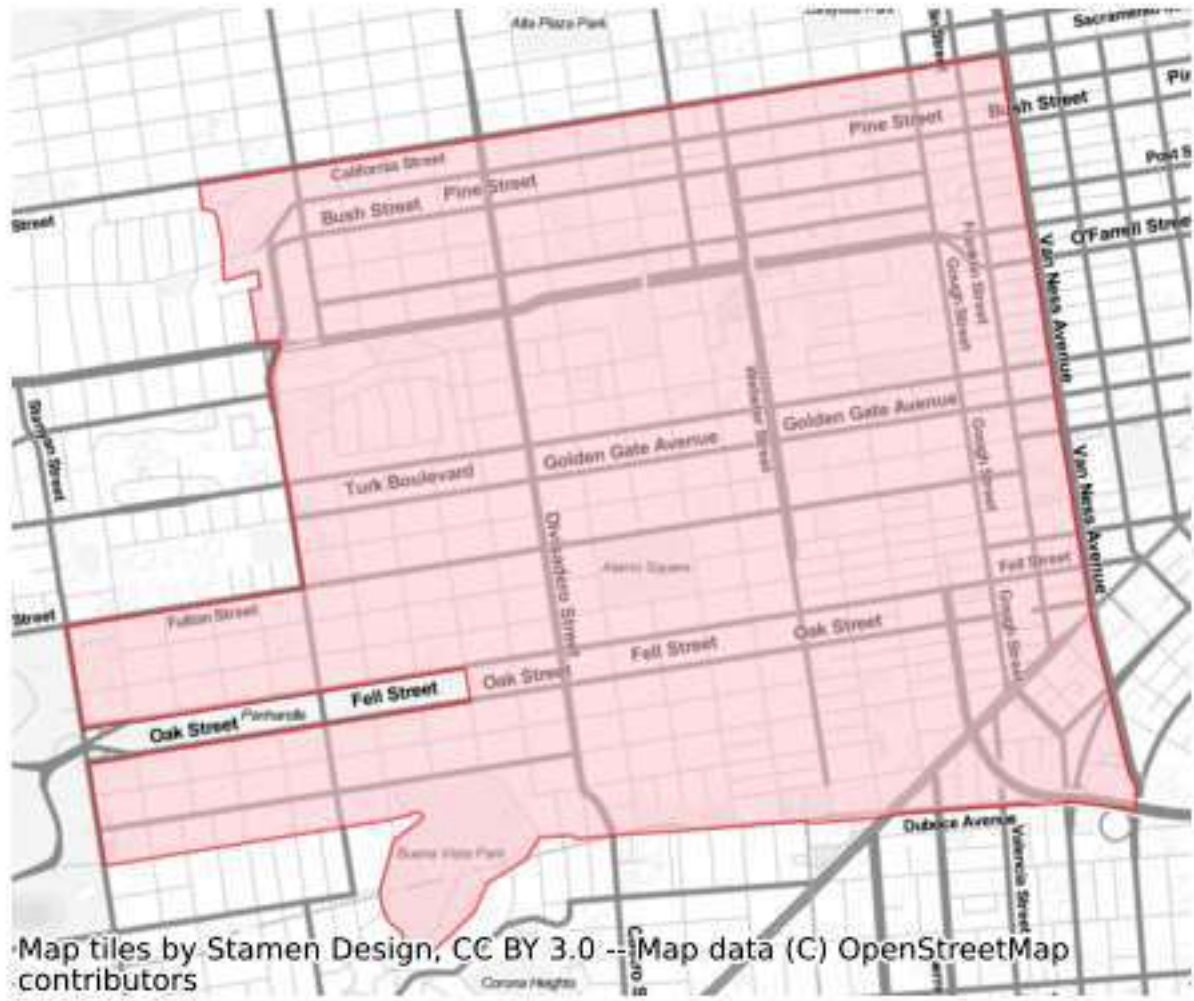 Alta Plaza Park
Bush Street
Pine Street
California Street
Pine Street
Bush Street
Street
O'Farrell Street
Franklin Street
Gough Street
Van Ness Avenue
Stanyan Street
Webster Street
Golden Gate Avenue
Golden Gate Avenue
Turk Boulevard
Gough Street
Van Ness Avenue
Divisadero Street
Alamo Square
Fell Street
Street
Fulton Street
Gough Street
Oak Street
Fell Street
Oak Street
Fell Street
Panhandle
Oak Street
Duboce Avenue
Valencia Street
Buena Vista Park
Map tiles by Stamen Design, CC BY 3.0 -- Map data (C) OpenStreetMap
contributors
Corona Heights